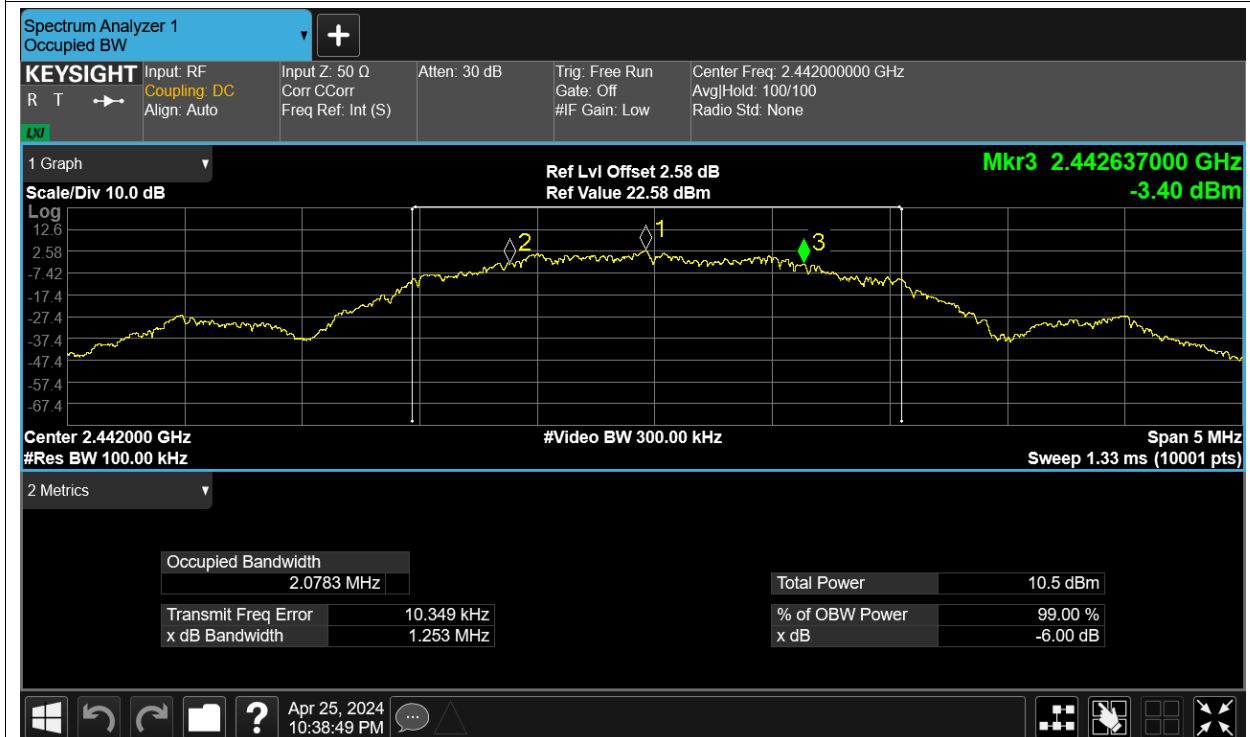 Spectrum Analyzer 1
Occupied BW
KEYSIGHT
R T
LXI
Input: RF
Coupling: DC
Align: Auto
Input Z: 50 Ω
Corr CCorr
Freq Ref: Int (S)
Atten: 30 dB
Trig: Free Run
Gate: Off
#IF Gain: Low
Center Freq: 2.442000000 GHz
Avg|Hold: 100/100
Radio Std: None
1 Graph
Scale/Div 10.0 dB
Ref Lvl Offset 2.58 dB
Ref Value 22.58 dBm
Mkr3 2.442637000 GHz
-3.40 dBm
Log
12.6
2.58
-7.42
-17.4
-27.4
-37.4
-47.4
-57.4
-67.4
2
1
3
Center 2.442000 GHz
#Res BW 100.00 kHz
#Video BW 300.00 kHz
Span 5 MHz
Sweep 1.33 ms (10001 pts)
2 Metrics
Occupied Bandwidth
2.0783 MHz
Transmit Freq Error 10.349 kHz
x dB Bandwidth 1.253 MHz
Total Power 10.5 dBm
% of OBW Power 99.00 %
x dB -6.00 dB
?
Apr 25, 2024
10:38:49 PM